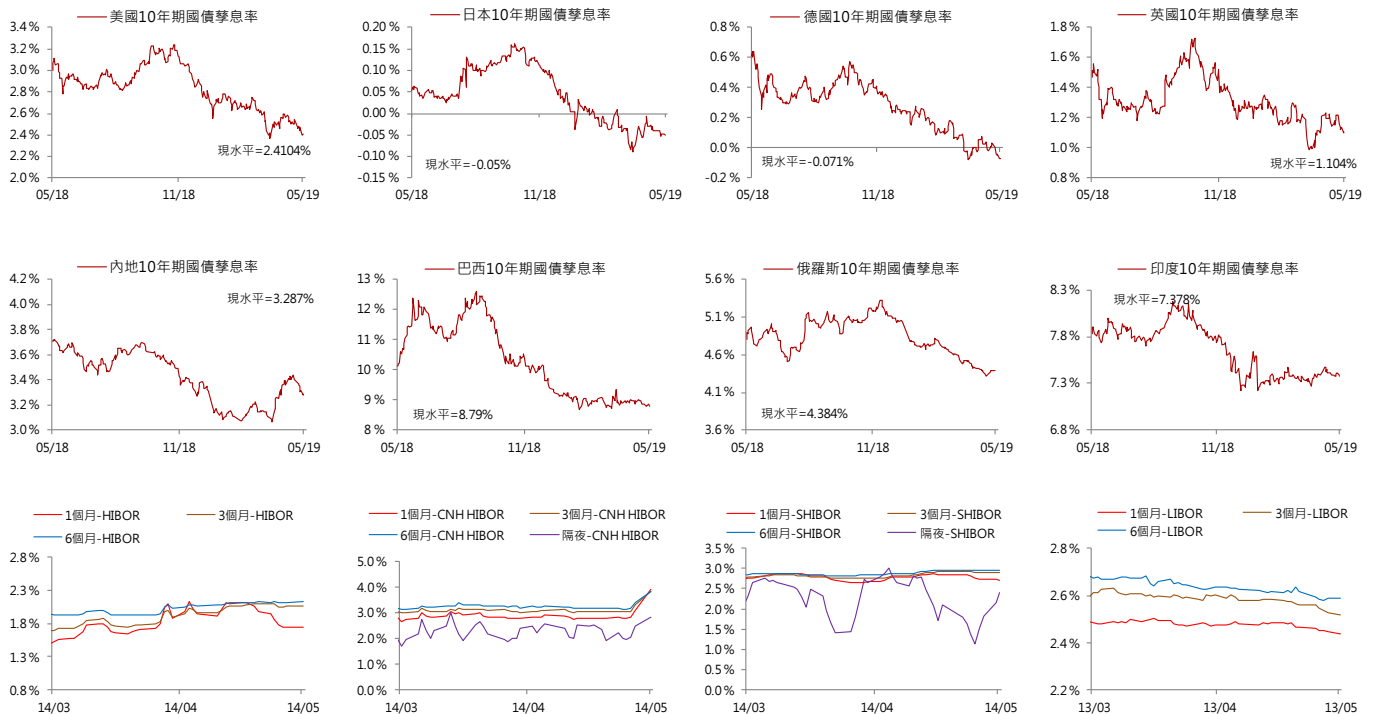 美國10年期國債孳息率
3.4%
3.2%
3.0%
2.8%
2.6%
2.4%
2.2%
2.0%
現水平=2.4104%
05/18 11/18 05/19
日本10年期國債孳息率
0.20%
0.15%
0.10%
0.05%
0.00%
-0.05%
-0.10%
-0.15%
現水平=-0.05%
05/18 11/18 05/19
德國10年期國債孳息率
0.8%
0.6%
0.4%
0.2%
0.0%
-0.2%
現水平=-0.071%
05/18 11/18 05/19
英國10年期國債孳息率
1.8%
1.6%
1.4%
1.2%
1.0%
0.8%
現水平=1.104%
05/18 11/18 05/19
內地10年期國債孳息率
4.2%
4.0%
3.8%
3.6%
3.4%
3.2%
3.0%
現水平=3.287%
05/18 11/18 05/19
巴西10年期國債孳息率
13%
12%
11%
10%
9%
8%
現水平=8.79%
05/18 11/18 05/19
俄羅斯10年期國債孳息率
5.6%
5.1%
4.6%
4.1%
3.6%
現水平=4.384%
05/18 11/18 05/19
印度10年期國債孳息率
8.3%
7.8%
7.3%
6.8%
現水平=7.378%
05/18 11/18 05/19
1個月-HIBOR 3個月-HIBOR
6個月-HIBOR
2.8%
2.3%
1.8%
1.3%
0.8%
14/03 14/04 14/05
1個月-CNH HIBOR 3個月-CNH HIBOR
6個月-CNH HIBOR 隔夜-CNH HIBOR
5.0%
4.0%
3.0%
2.0%
1.0%
0.0%
14/03 14/04 14/05
1個月-SHIBOR 3個月-SHIBOR
6個月-SHIBOR 隔夜-SHIBOR
3.5%
3.0%
2.5%
2.0%
1.5%
1.0%
0.5%
0.0%
14/03 14/04 14/05
1個月-LIBOR 3個月-LIBOR
6個月-LIBOR
2.8%
2.6%
2.4%
2.2%
13/03 13/04 13/05